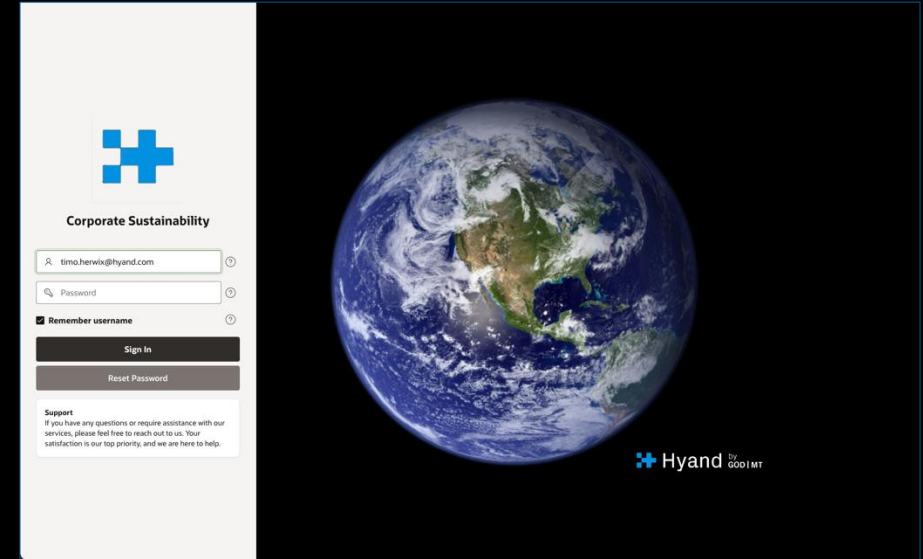 Corporate Sustainability
timo.herwix@hyand.com
Password
Remember username
Sign In
Reset Password
Support
If you have any questions or require assistance with our
services, please feel free to reach out to us. Your
satisfaction is our top priority, and we are here to help.
Hyand by GOD | MT